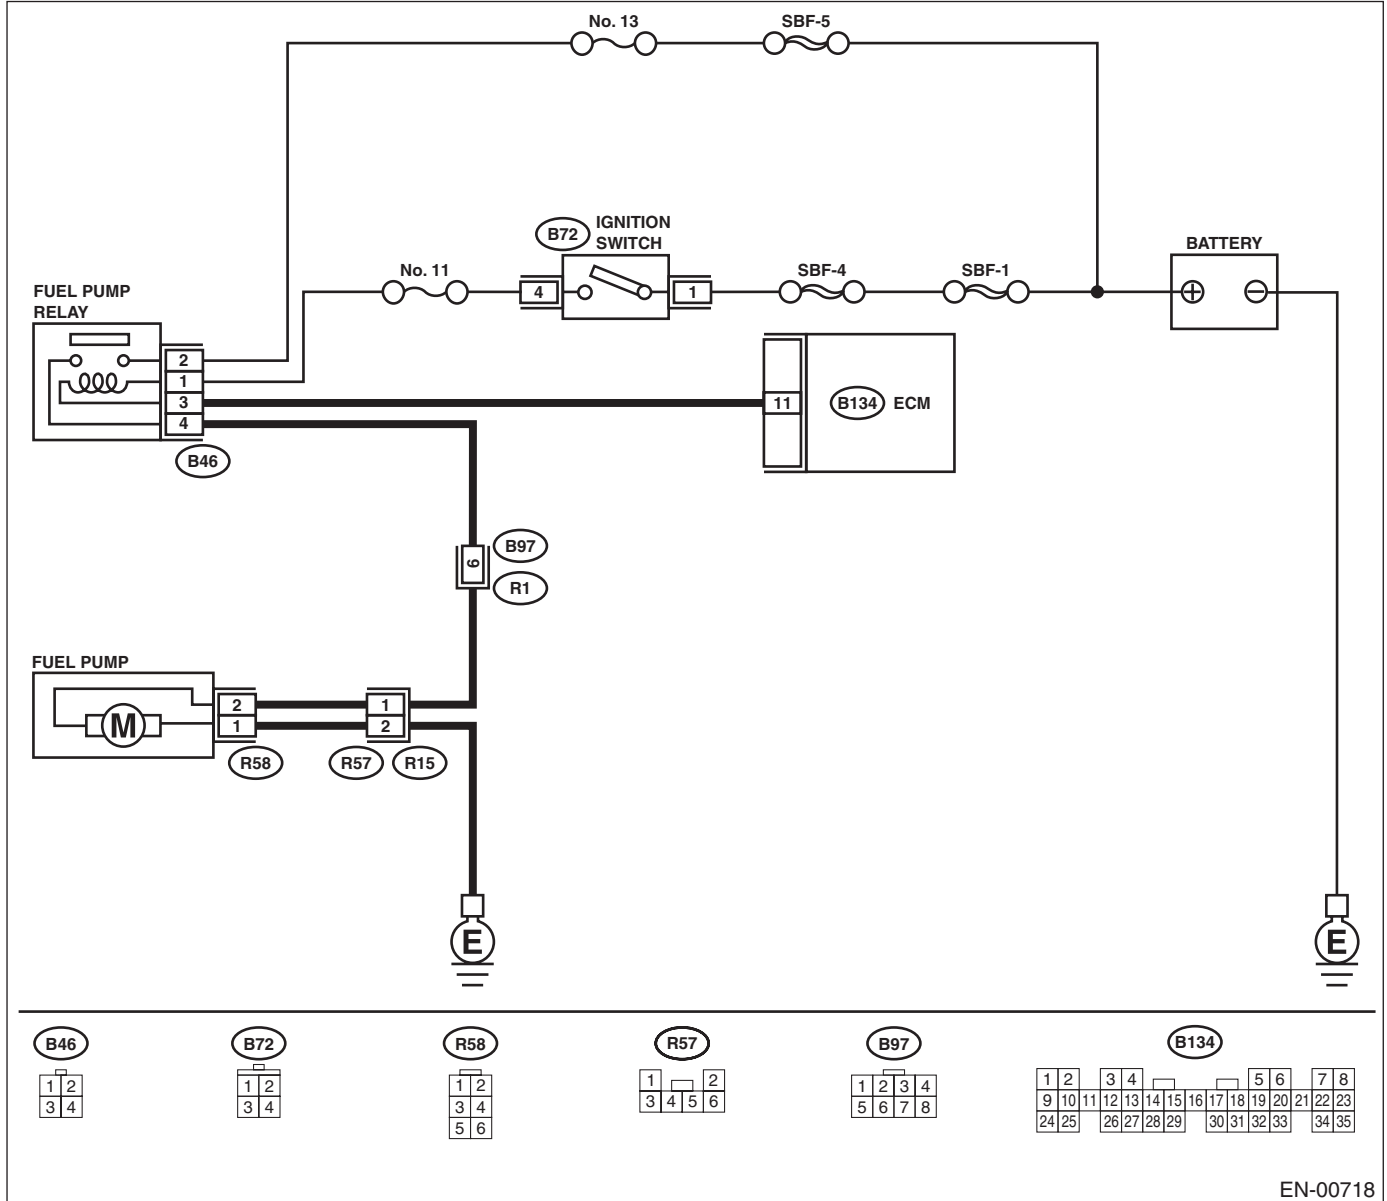 No. 13
SBF-5
B72
IGNITION
SWITCH
BATTERY
No. 11
4
1
SBF-4
SBF-1
FUEL PUMP
RELAY
2
1
3
4
B46
11
B134
ECM
6
B97
R1
FUEL PUMP
M
2
1
1
2
R58
R57
R15
E
E
B46
B72
R58
R57
B97
B134
1 2
3 4
1 2
3 4
1 2
3 4
5 6
1 2
3 4 5 6
1 2 3 4
5 6 7 8
1 2 3 4 5 6 7 8
9 10 11 12 13 14 15 16 17 18 19 20 21 22 23
24 25 26 27 28 29 30 31 32 33 34 35
EN-00718